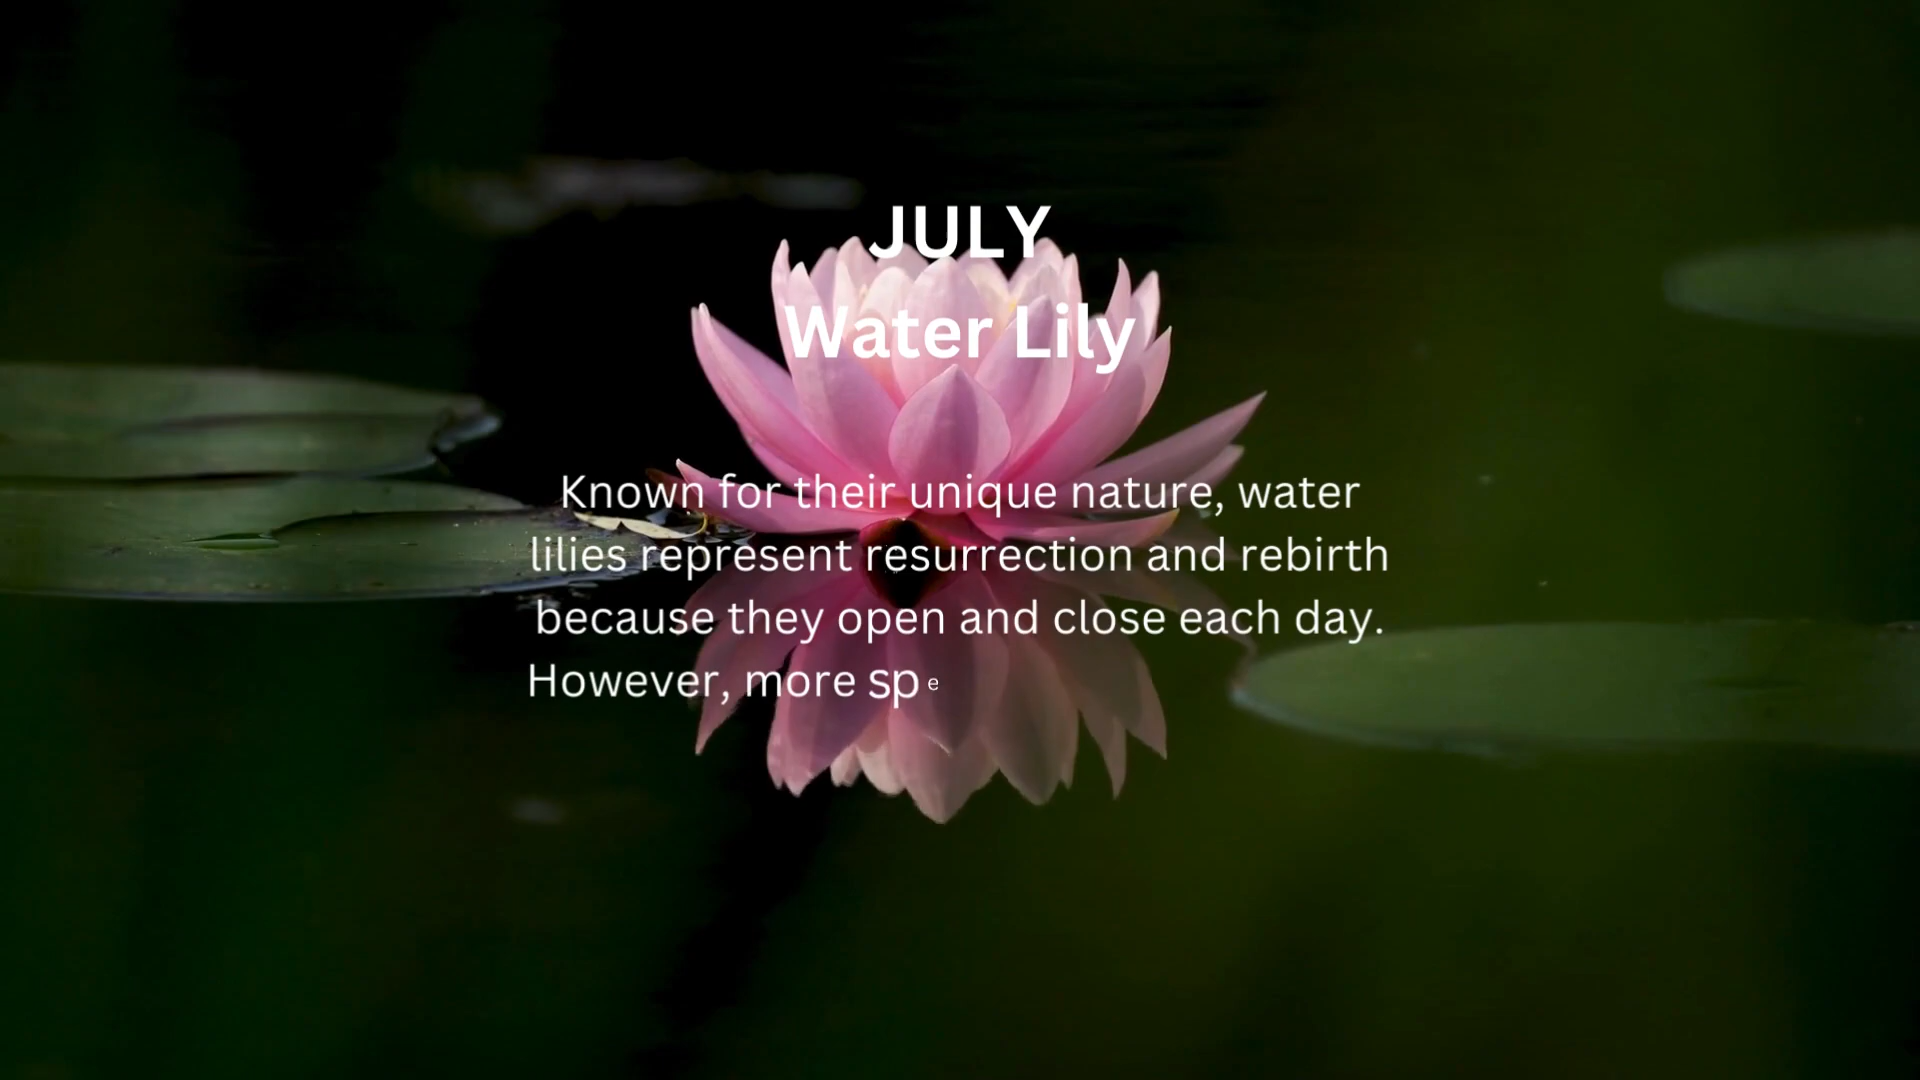 JULY
Water Lily
Known for their unique nature, water
lilies represent resurrection and rebirth
because they open and close each day.
However, more spe